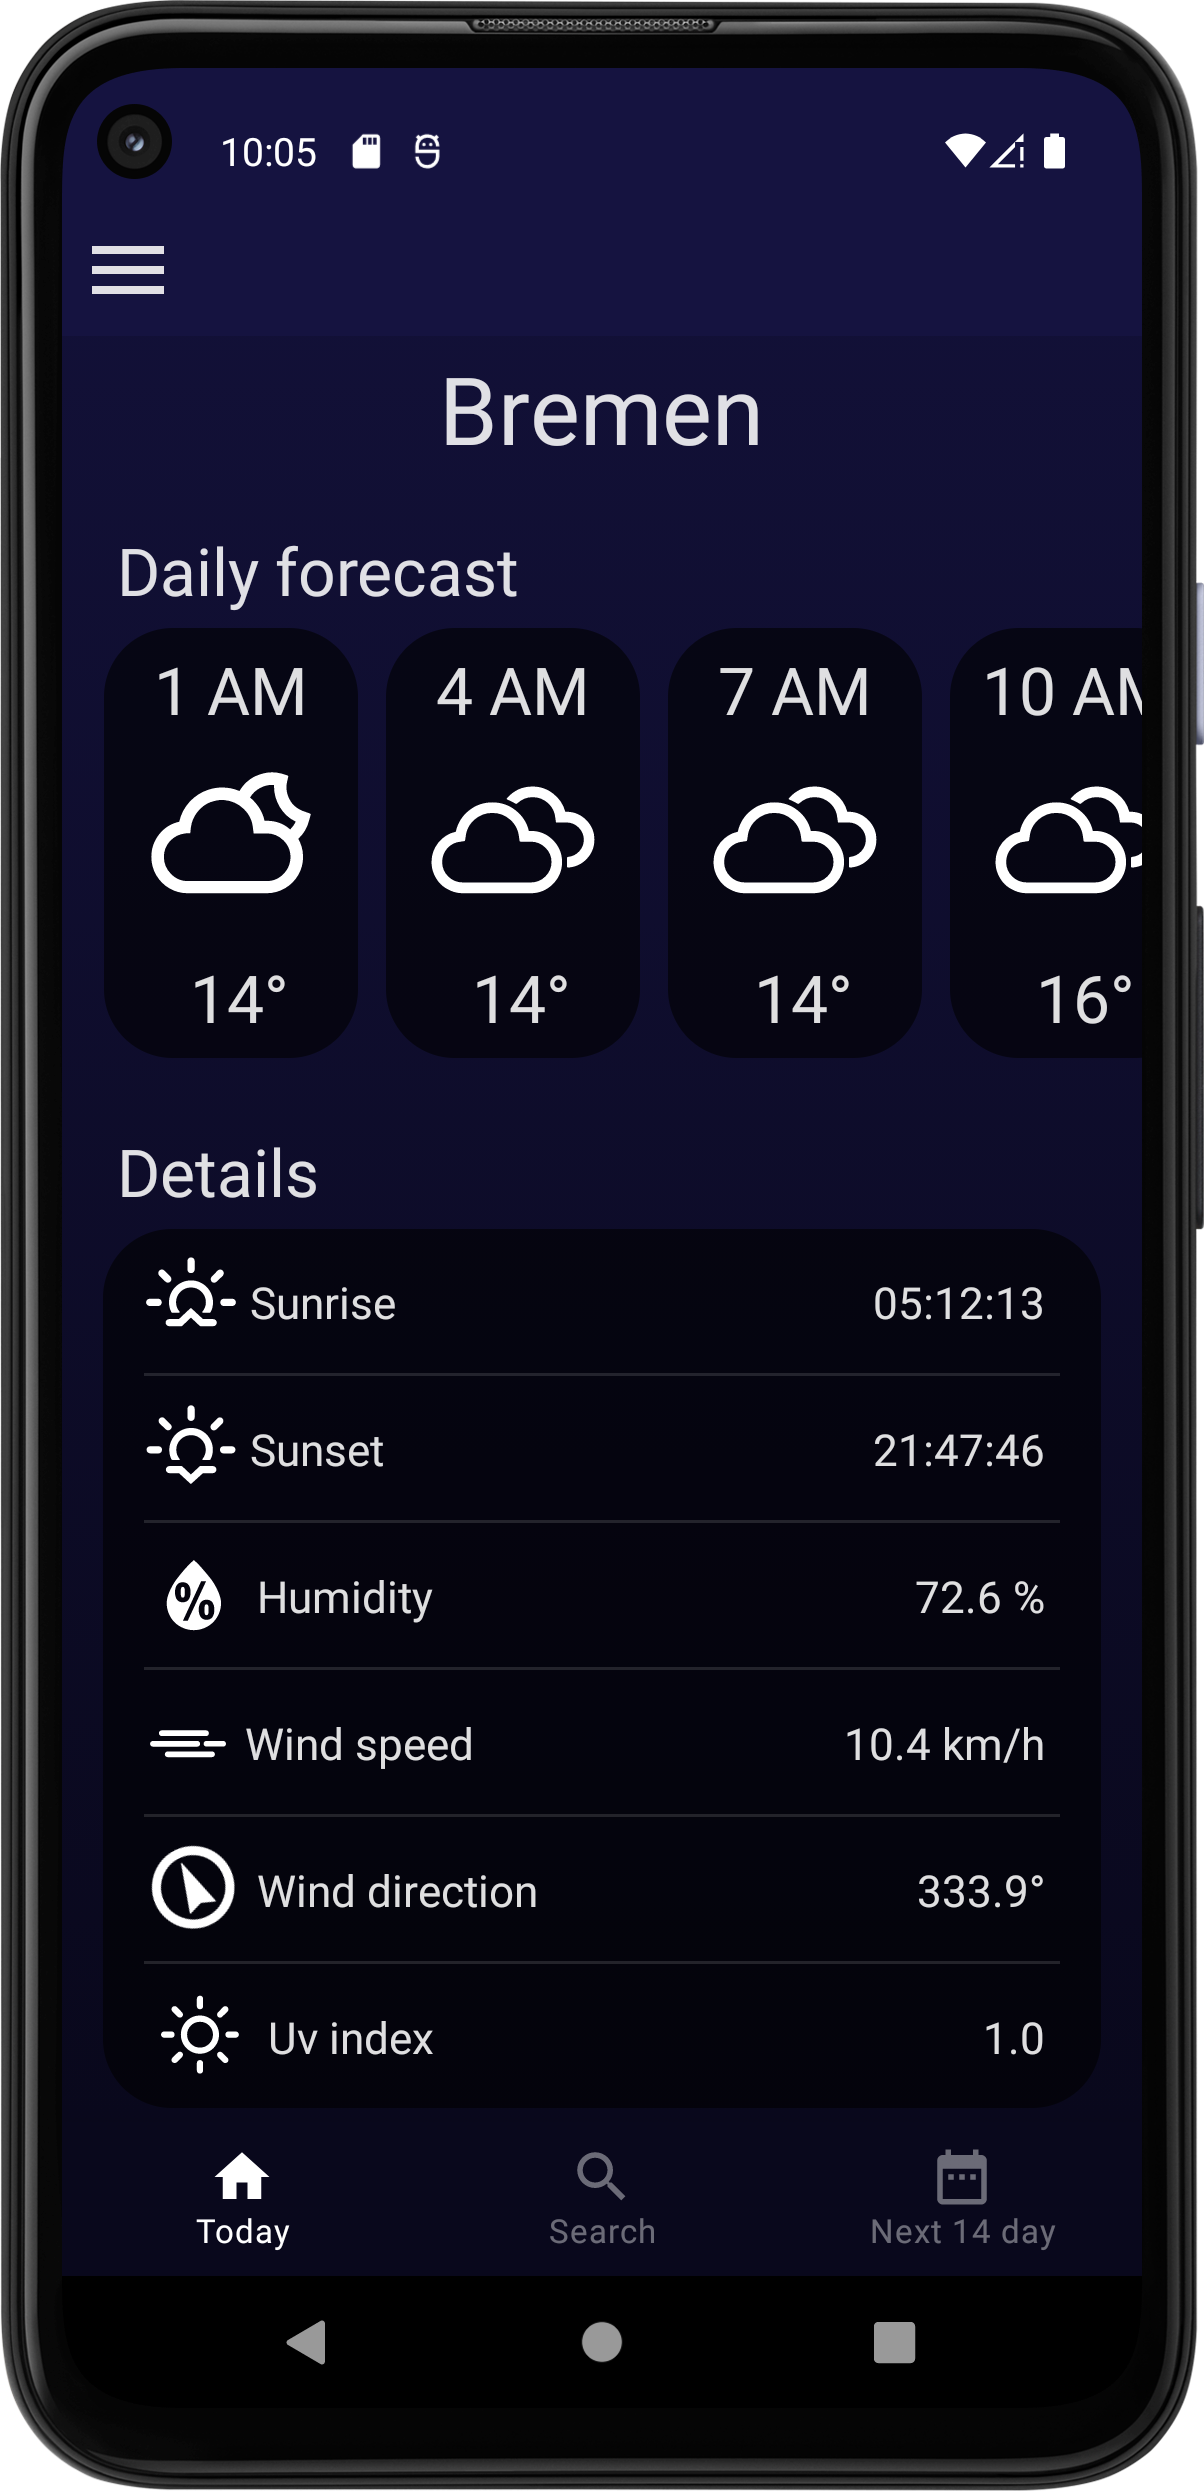 10:05
Bremen
Daily forecast
1 AM 4 AM 7 AM 10 AM
14° 14° 14° 16°
Details
Sunrise 05:12:13
Sunset 21:47:46
% Humidity 72.6 %
Wind speed 10.4 km/h
Wind direction 333.9°
Uv index 1.0
Today Search Next 14 day